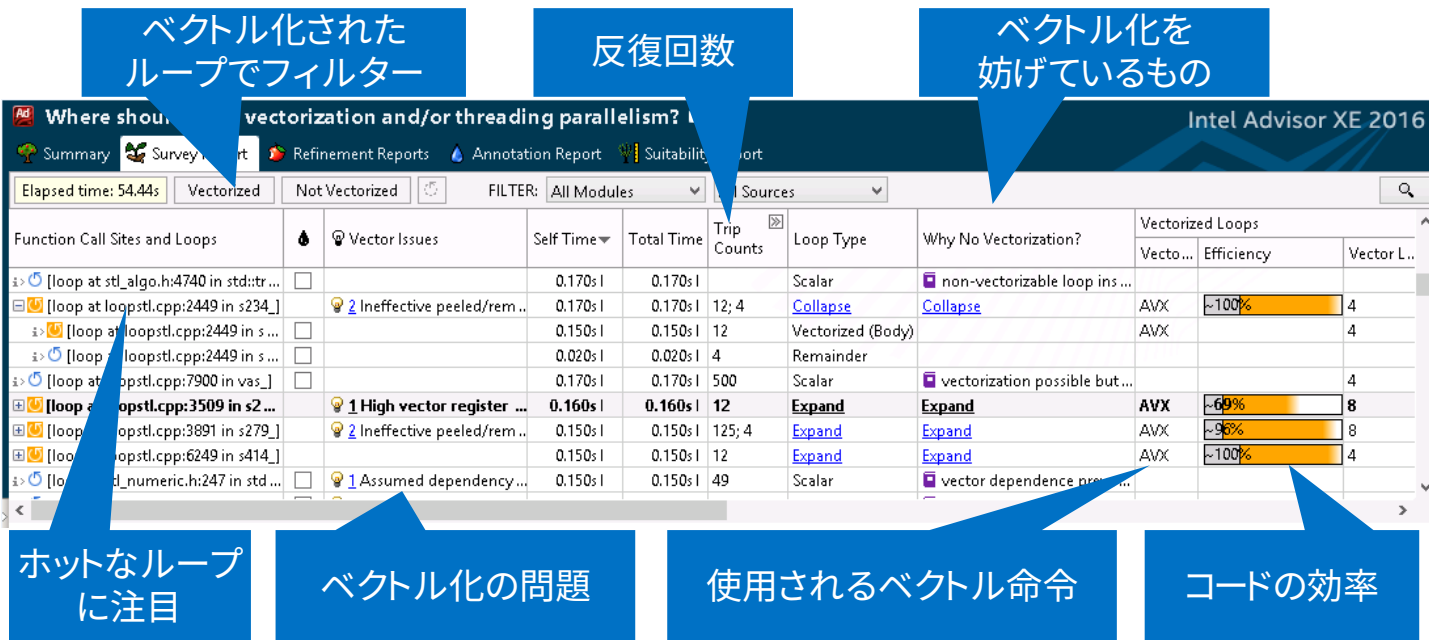 ベクトル化された
ループでフィルター
反復回数
ベクトル化を
妨げているもの
Where shou vectorization and/or threading parallelism?
Intel Advisor XE 2016
Summary Survey rt Refinement Reports Annotation Report Suitability ort
Elapsed time: 54.44s Vectorized Not Vectorized FILTER: All Modules Sources
Function Call Sites and Loops Vector Issues Self Time Total Time Trip Counts Loop Type Why No Vectorization? Vectorized Loops
Vecto... Efficiency Vector L...
[loop at stl_algo.h:4740 in std::tr... 0.170s 0.170s Scalar non-vectorizable loop ins...
[loop at loopstl.cpp:2449 in s234_] 2 Ineffective peeled/rem... 0.170s 0.170s 12; 4 Collapse Collapse AVX ~100% 4
[loop at loopstl.cpp:2449 in s... 0.150s 0.150s 12 Vectorized (Body) AVX 4
[loop at loopstl.cpp:2449 in s... 0.020s 0.020s 4 Remainder
[loop at loopstl.cpp:7900 in vas_] 0.170s 0.170s 500 Scalar vectorization possible but... 4
[loop a opstl.cpp:3509 in s2... 1 High vector register ... 0.160s 0.160s 12 Expand Expand AVX ~69% 8
[loop opstl.cpp:3891 in s279_] 2 Ineffective peeled/rem... 0.150s 0.150s 125; 4 Expand Expand AVX ~96% 8
[loop opstl.cpp:6249 in s414_] 0.150s 0.150s 12 Expand Expand AVX ~100% 4
[lo tl_numeric.h:247 in std... 1 Assumed dependency... 0.150s 0.150s 49 Scalar vector dependence
ホットなループ
に注目
ベクトル化の問題
使用されるベクトル命令
コードの効率